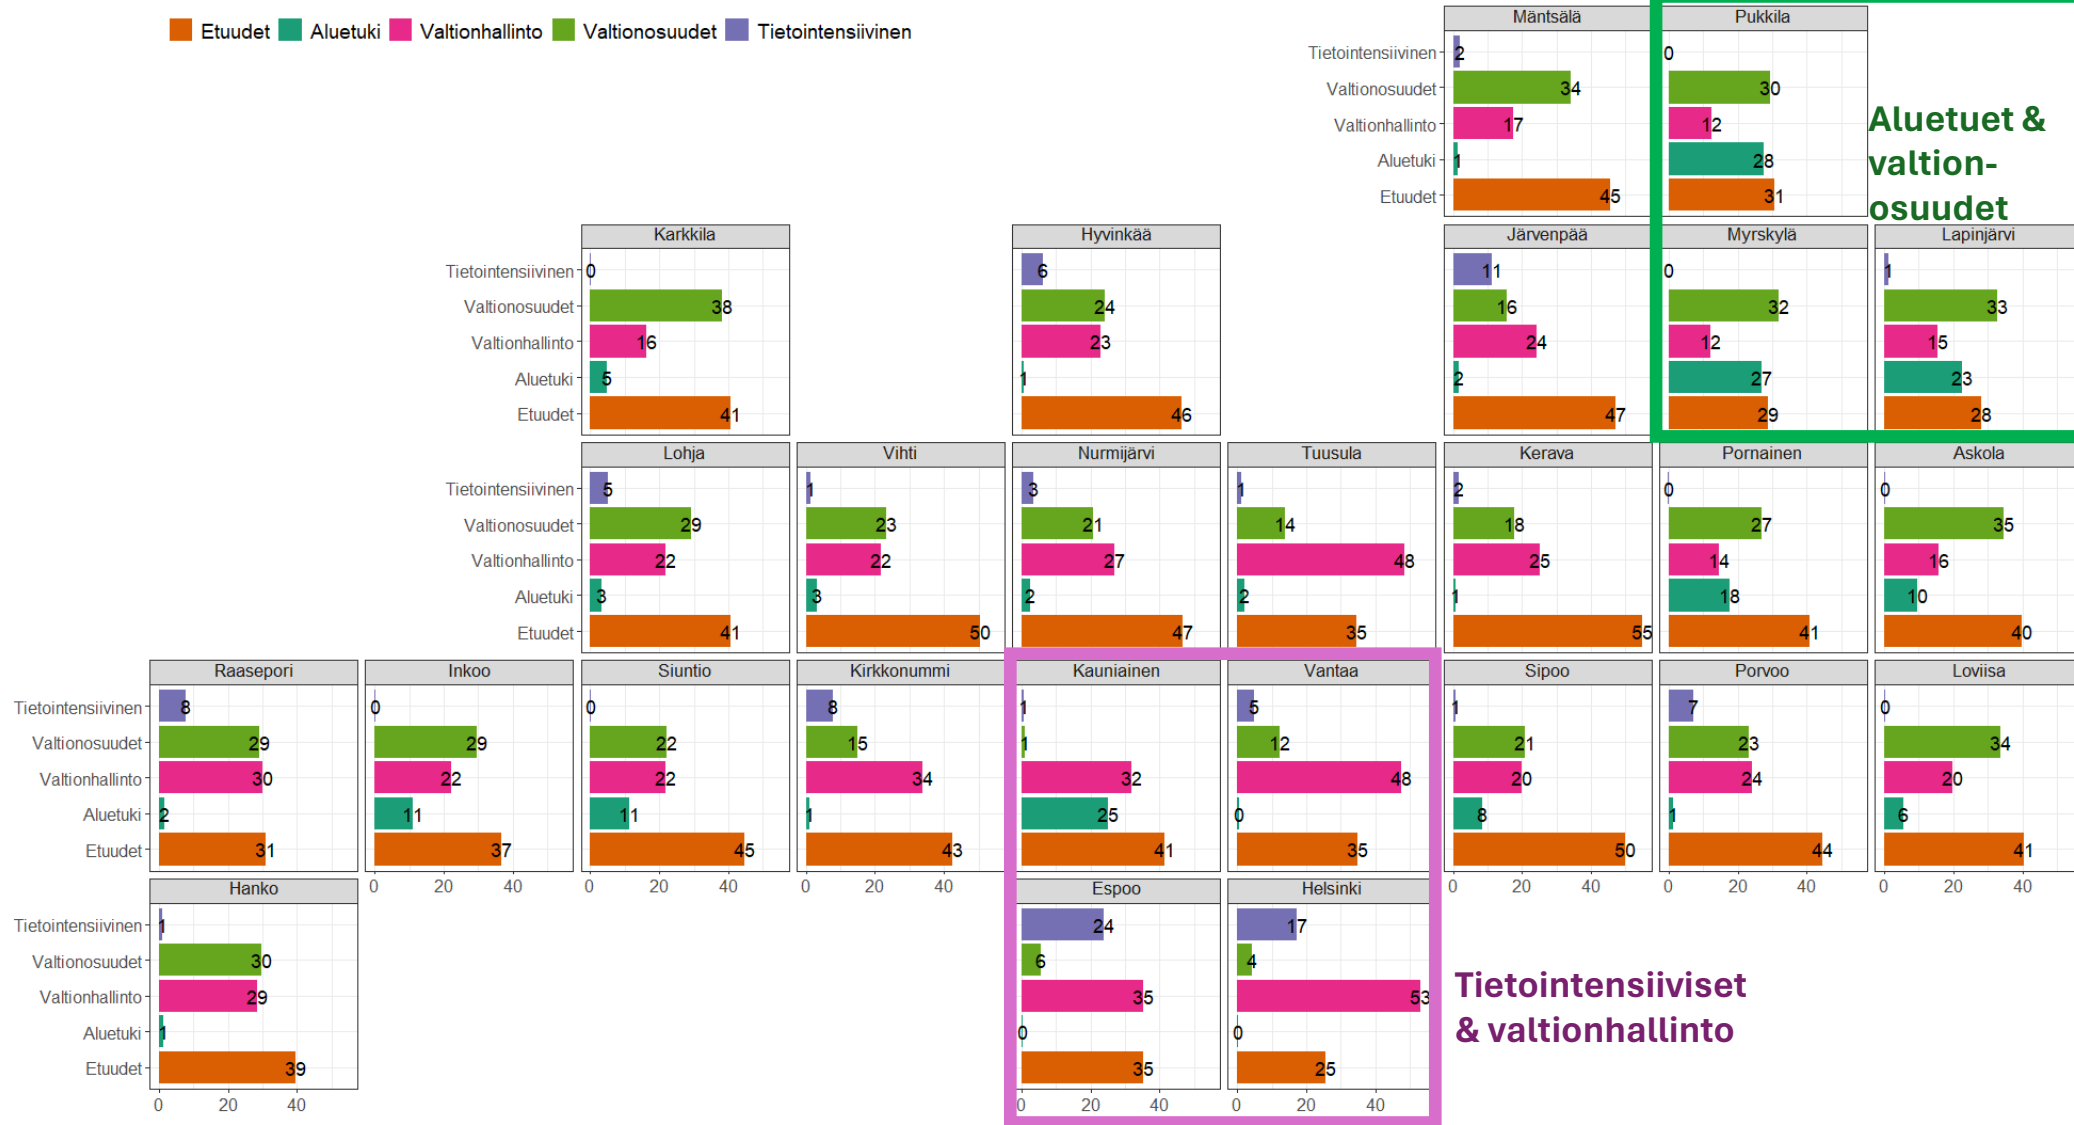 Etuudet Aluetuki Valtionhallinto Valtionosuudet Tietointensiivinen
Mäntsälä Pukkila
Tietointensiivinen 2 0
Valtionosuudet 34 30
Valtionhallinto 17 12
Aluetuki 1 28
Etuudet 45 31
Aluetuet &
valtion-
osuudet
Karkkila Hyvinkää Järvenpää Myrskylä Lapinjärvi
Tietointensiivinen 0 6 11 0 1
Valtionosuudet 38 24 16 32 33
Valtionhallinto 16 23 24 12 15
Aluetuki 5 1 2 27 23
Etuudet 41 46 47 29 28
Lohja Vihti Nurmijärvi Tuusula Kerava Pornainen Askola
Tietointensiivinen 5 1 3 1 2 0 0
Valtionosuudet 29 23 21 14 18 27 35
Valtionhallinto 22 22 27 48 25 14 16
Aluetuki 3 3 2 2 1 18 10
Etuudet 41 50 47 35 55 41 40
Raasepori Inkoo Siuntio Kirkkonummi Kauniainen Vantaa Sipoo Porvoo Loviisa
Tietointensiivinen 8 0 0 8 1 5 1 7 0
Valtionosuudet 29 29 22 15 1 12 21 23 34
Valtionhallinto 30 22 22 34 32 48 20 24 20
Aluetuki 2 11 11 1 25 0 8 1 6
Etuudet 31 37 45 43 41 35 50 44 41
0 20 40 0 20 40 0 20 40 0 20 40 0 20 40 0 20 40
Hanko Espoo Helsinki
Tietointensiivinen 1 24 17
Valtionosuudet 30 6 4
Valtionhallinto 29 35 53
Aluetuki 1 0 0
Etuudet 39 35 25
0 20 40 0 20 40 0 20 40
Tietointensiiviset
& valtionhallinto